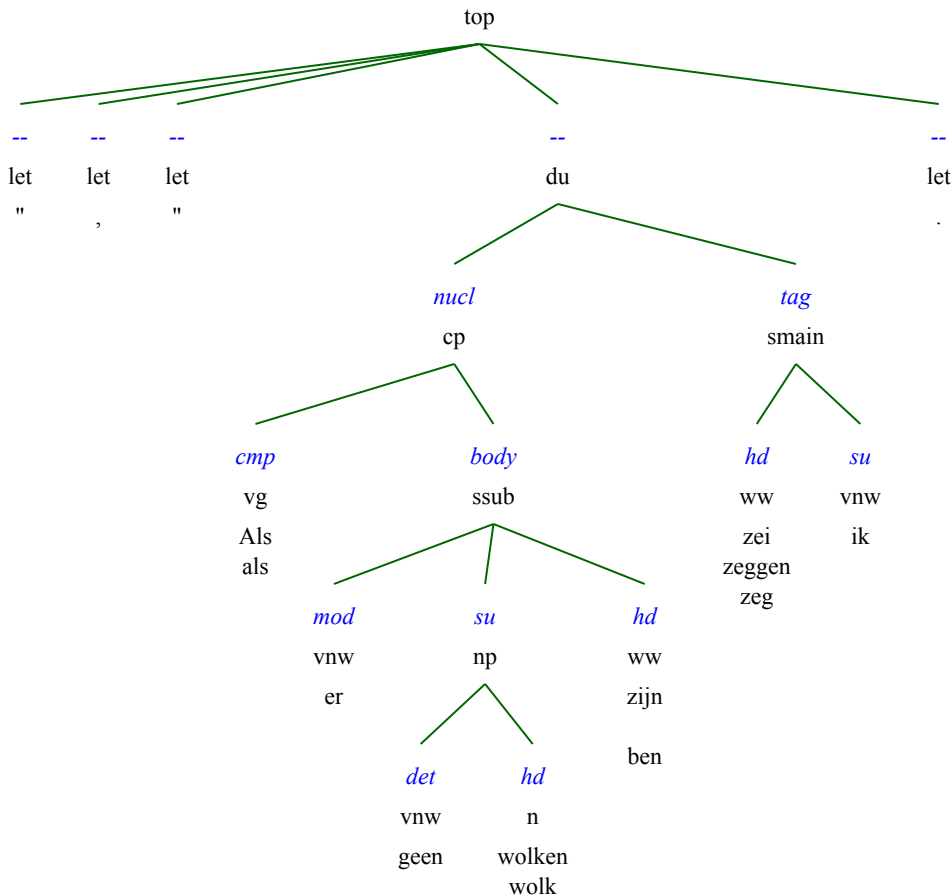 top
-- -- -- -- --
let let let du let
" , " .
nucl tag
cp smain
cmp body hd su
vg ssub ww vnw
Als zei ik
als zeggen
zeg
mod su hd
vnw np ww
er zijn
ben
det hd
vnw n
geen wolken
wolk